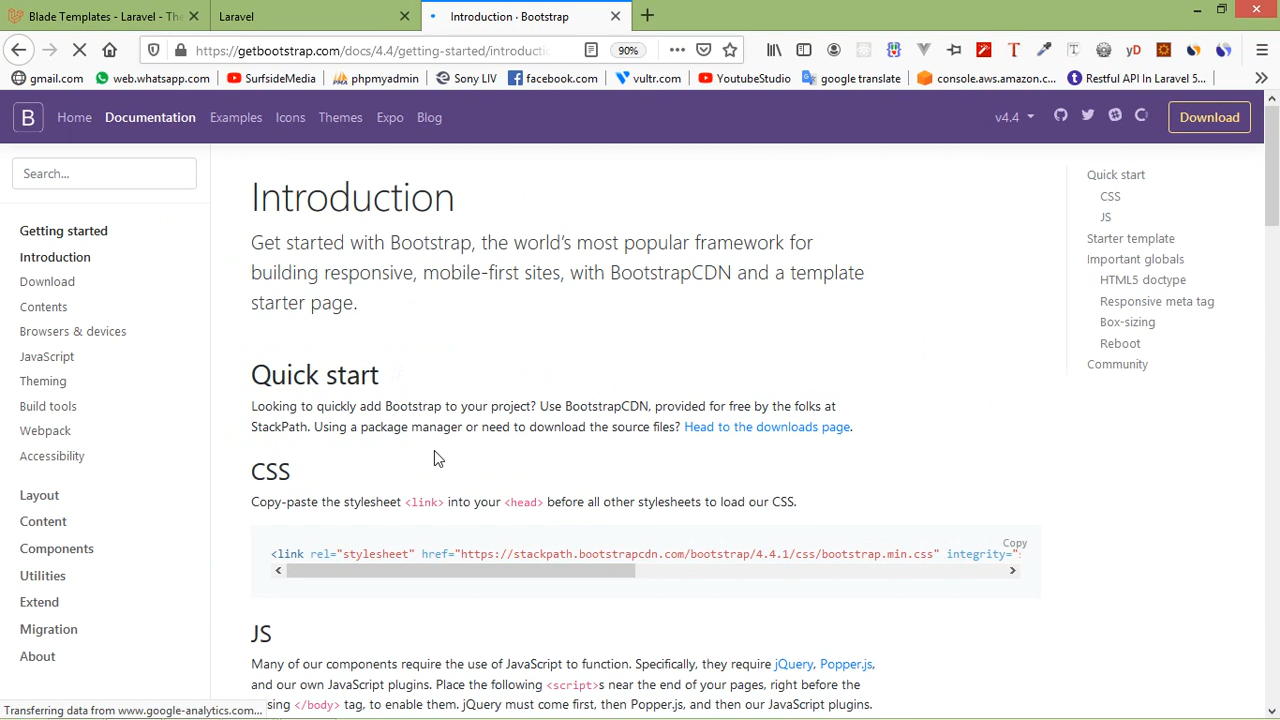 Blade Templates - Laravel - The
Laravel
Introduction · Bootstrap
https://getbootstrap.com/docs/4.4/getting-started/introductic
90%
gmail.com
web.whatsapp.com
SurfsideMedia
phpmyadmin
Sony LIV
facebook.com
vultr.com
YoutubeStudio
google translate
console.aws.amazon.c...
Restful API In Laravel 5...
B
Home
Documentation
Examples
Icons
Themes
Expo
Blog
v4.4
Download
Search...
Getting started
Introduction
Download
Contents
Browsers & devices
JavaScript
Theming
Build tools
Webpack
Accessibility
Layout
Content
Components
Utilities
Extend
Migration
About
Introduction
Get started with Bootstrap, the world's most popular framework for
building responsive, mobile-first sites, with BootstrapCDN and a template
starter page.
Quick start #
Looking to quickly add Bootstrap to your project? Use BootstrapCDN, provided for free by the folks at
StackPath. Using a package manager or need to download the source files? Head to the downloads page.
CSS
Copy-paste the stylesheet <link> into your <head> before all other stylesheets to load our CSS.
Copy
<link rel="stylesheet" href="https://stackpath.bootstrapcdn.com/bootstrap/4.4.1/css/bootstrap.min.css" integrity="
JS
Many of our components require the use of JavaScript to function. Specifically, they require jQuery, Popper.js,
and our own JavaScript plugins. Place the following <script>s near the end of your pages, right before the
sing </body> tag, to enable them. jQuery must come first, then Popper.js, and then our JavaScript plugins.
Quick start
CSS
JS
Starter template
Important globals
HTML5 doctype
Responsive meta tag
Box-sizing
Reboot
Community
Transferring data from www.google-analytics.com...